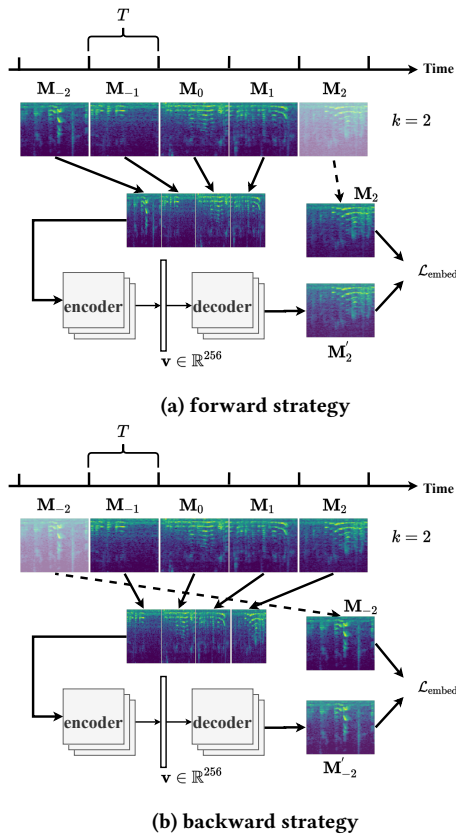 T
Time
M₋₂ M₋₁ M₀ M₁ M₂
k = 2
M₂
encoder decoder
ℒembed
v ∈ ℝ²⁵⁶
M′₂
(a) forward strategy
T
Time
M₋₂ M₋₁ M₀ M₁ M₂
k = 2
M₋₂
encoder decoder
ℒembed
v ∈ ℝ²⁵⁶
M′₋₂
(b) backward strategy